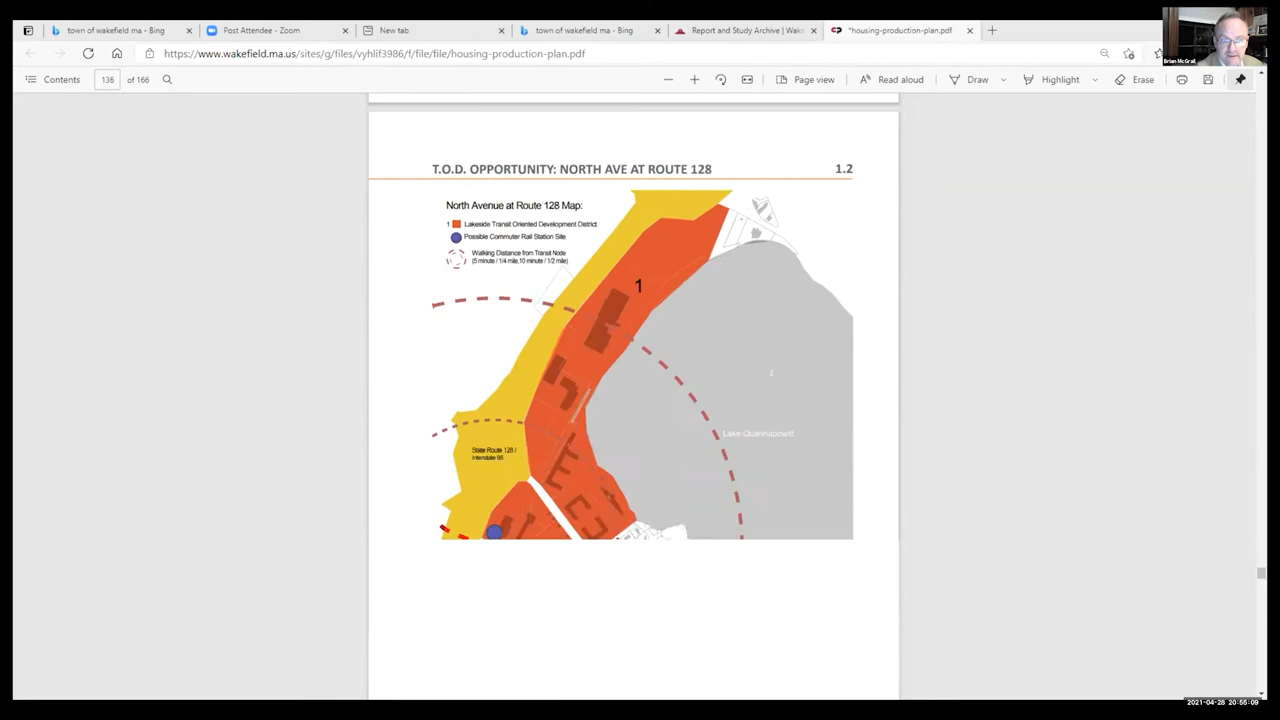 town of wakefield ma - Bing
Post Attendee - Zoom
New tab
town of wakefield ma - Bing
Report and Study Archive | Wak
*housing-production-plan.pdf
https://www.wakefield.ma.us/sites/g/files/vyhlif3986/f/file/file/housing-production-plan.pdf
Brian McGrail
Contents
136
of 166
Page view
Read aloud
Draw
Highlight
Erase
T.O.D. OPPORTUNITY: NORTH AVE AT ROUTE 128
1.2
North Avenue at Route 128 Map:
1 Lakeside Transit Oriented Development District
Possible Commuter Rail Station Site
Walking Distance from Transit Node
(5 minute / 1/4 mile,10 minute / 1/2 mile)
1
Lake Quannapowitt
State Route 128 /
Interstate 95
2021-04-28 20:55:09